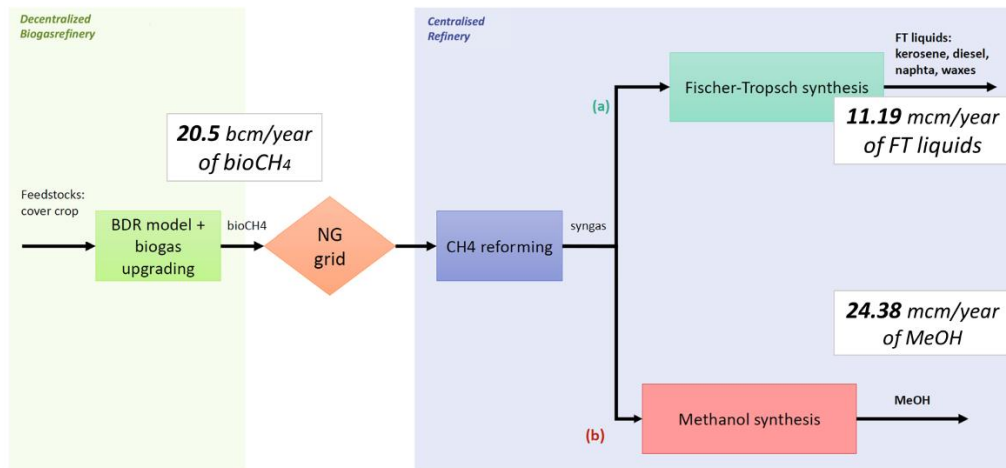 Decentralized
Biogasrefinery
20.5 bcm/year
of bioCH4
Feedstocks:
cover crop
BDR model +
biogas
upgrading
bioCH4
NG
grid
Centralised
Refinery
CH4 reforming
syngas
(a)
Fischer-Tropsch synthesis
FT liquids:
kerosene, diesel,
naphta, waxes
11.19 mcm/year
of FT liquids
24.38 mcm/year
of MeOH
(b)
Methanol synthesis
MeOH